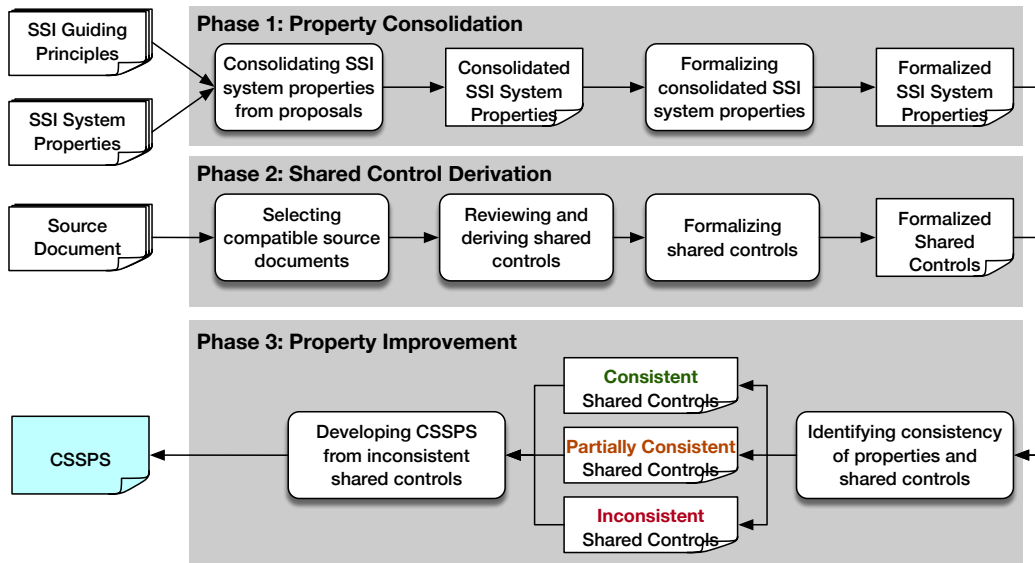 SSI Guiding
Principles
SSI System
Properties
Phase 1: Property Consolidation
Consolidating SSI
system properties
from proposals
Consolidated
SSI System
Properties
Formalizing
consolidated SSI
system properties
Formalized
SSI System
Properties
Phase 2: Shared Control Derivation
Source
Document
Selecting
compatible source
documents
Reviewing and
deriving shared
controls
Formalizing
shared controls
Formalized
Shared
Controls
Phase 3: Property Improvement
Consistent
Shared Controls
Partially Consistent
Shared Controls
Inconsistent
Shared Controls
Identifying consistency
of properties and
shared controls
Developing CSSPS
from inconsistent
shared controls
CSSPS